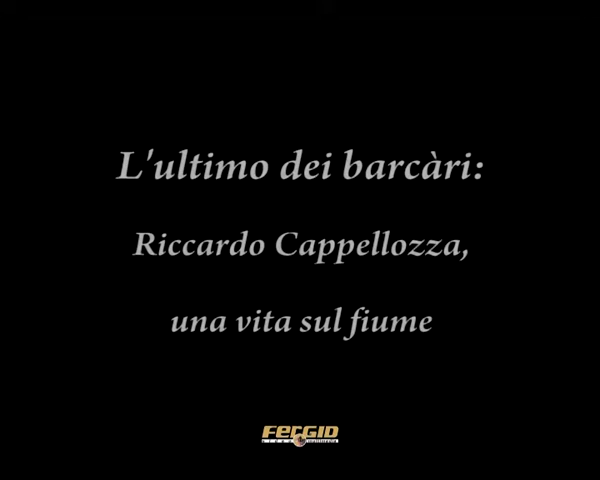 L'ultimo dei barcàri:
Riccardo Cappellozza,
una vita sul fiume
FerGID